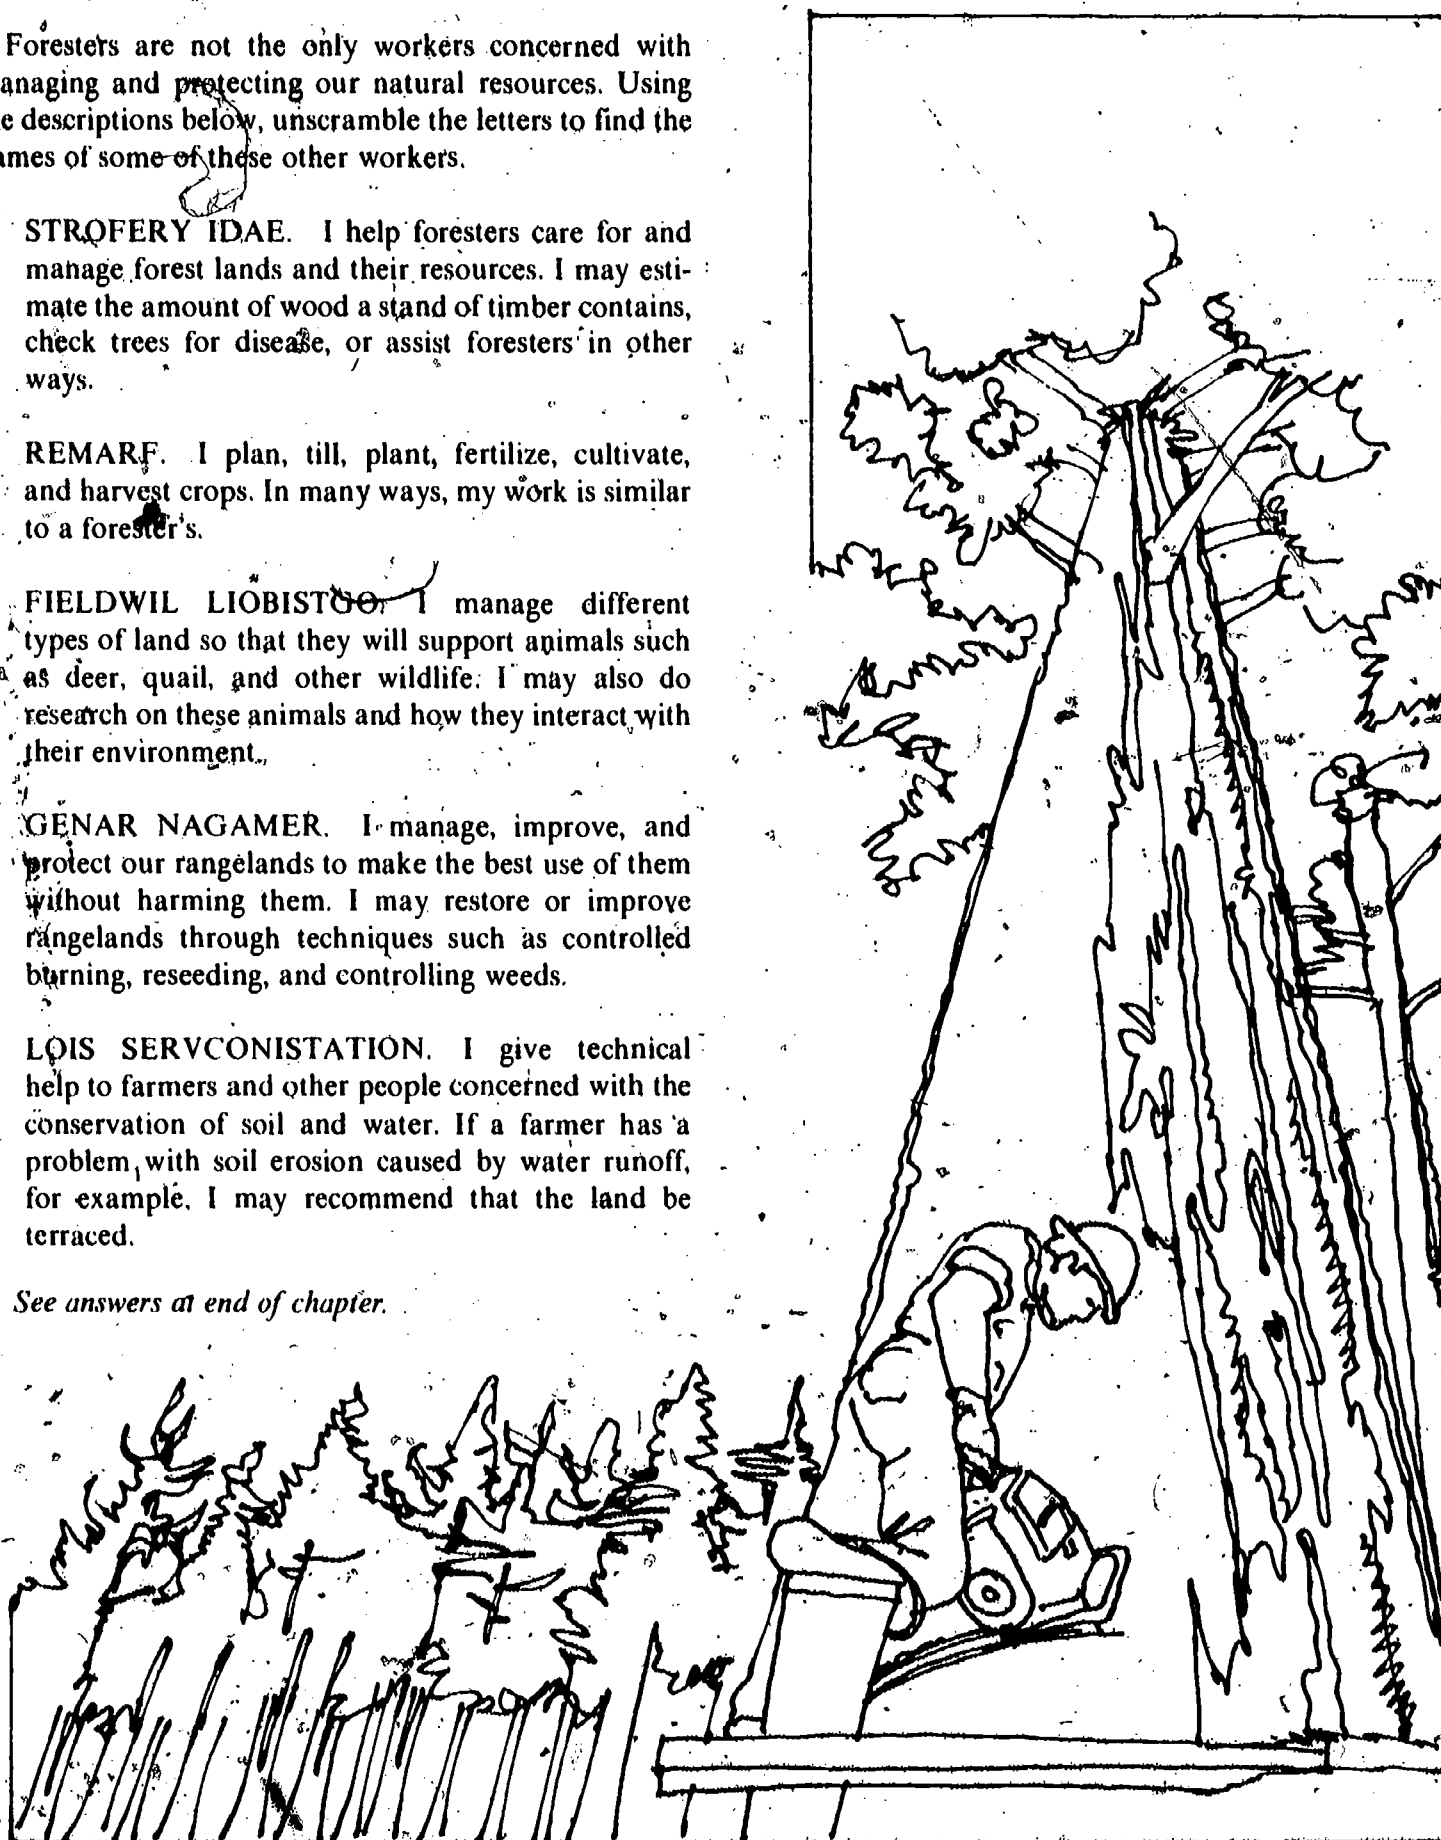 Foresters are not the only workers concerned with
anaging and protecting our natural resources. Using
e descriptions below, unscramble the letters to find the
ames of some of these other workers.
STROFERY IDAE. I help foresters care for and
manage forest lands and their resources. I may esti-
mate the amount of wood a stand of timber contains,
check trees for disease, or assist foresters in other
ways.
REMARF. I plan, till, plant, fertilize, cultivate,
and harvest crops. In many ways, my work is similar
to a forester's.
FIELDWIL LIOBISTGO. I manage different
types of land so that they will support animals such
as deer, quail, and other wildlife. I may also do
research on these animals and how they interact with
their environment.
GENAR NAGAMER. I manage, improve, and
protect our rangelands to make the best use of them
without harming them. I may restore or improve
rangelands through techniques such as controlled
burning, reseeding, and controlling weeds.
LOIS SERVCONISTATION. I give technical
help to farmers and other people concerned with the
conservation of soil and water. If a farmer has a
problem with soil erosion caused by water runoff,
for example, I may recommend that the land be
terraced.
See answers at end of chapter.